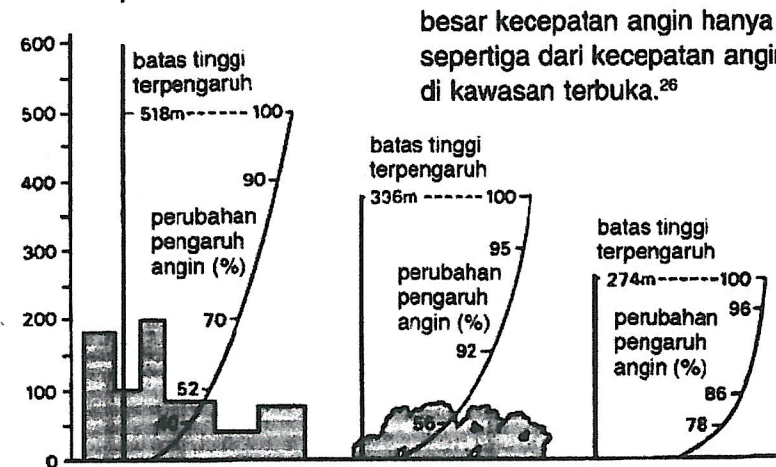 besar kecepatan angin hanya
sepertiga dari kecepatan angin
di kawasan terbuka.²⁶
600
500
400
300
200
100
0
batas tinggi
terpengaruh
518m
100
90
perubahan
pengaruh
angin (%)
70
52
batas tinggi
terpengaruh
396m
100
95
perubahan
pengaruh
angin (%)
92
56
batas tinggi
terpengaruh
274m
100
96
perubahan
pengaruh
angin (%)
86
78